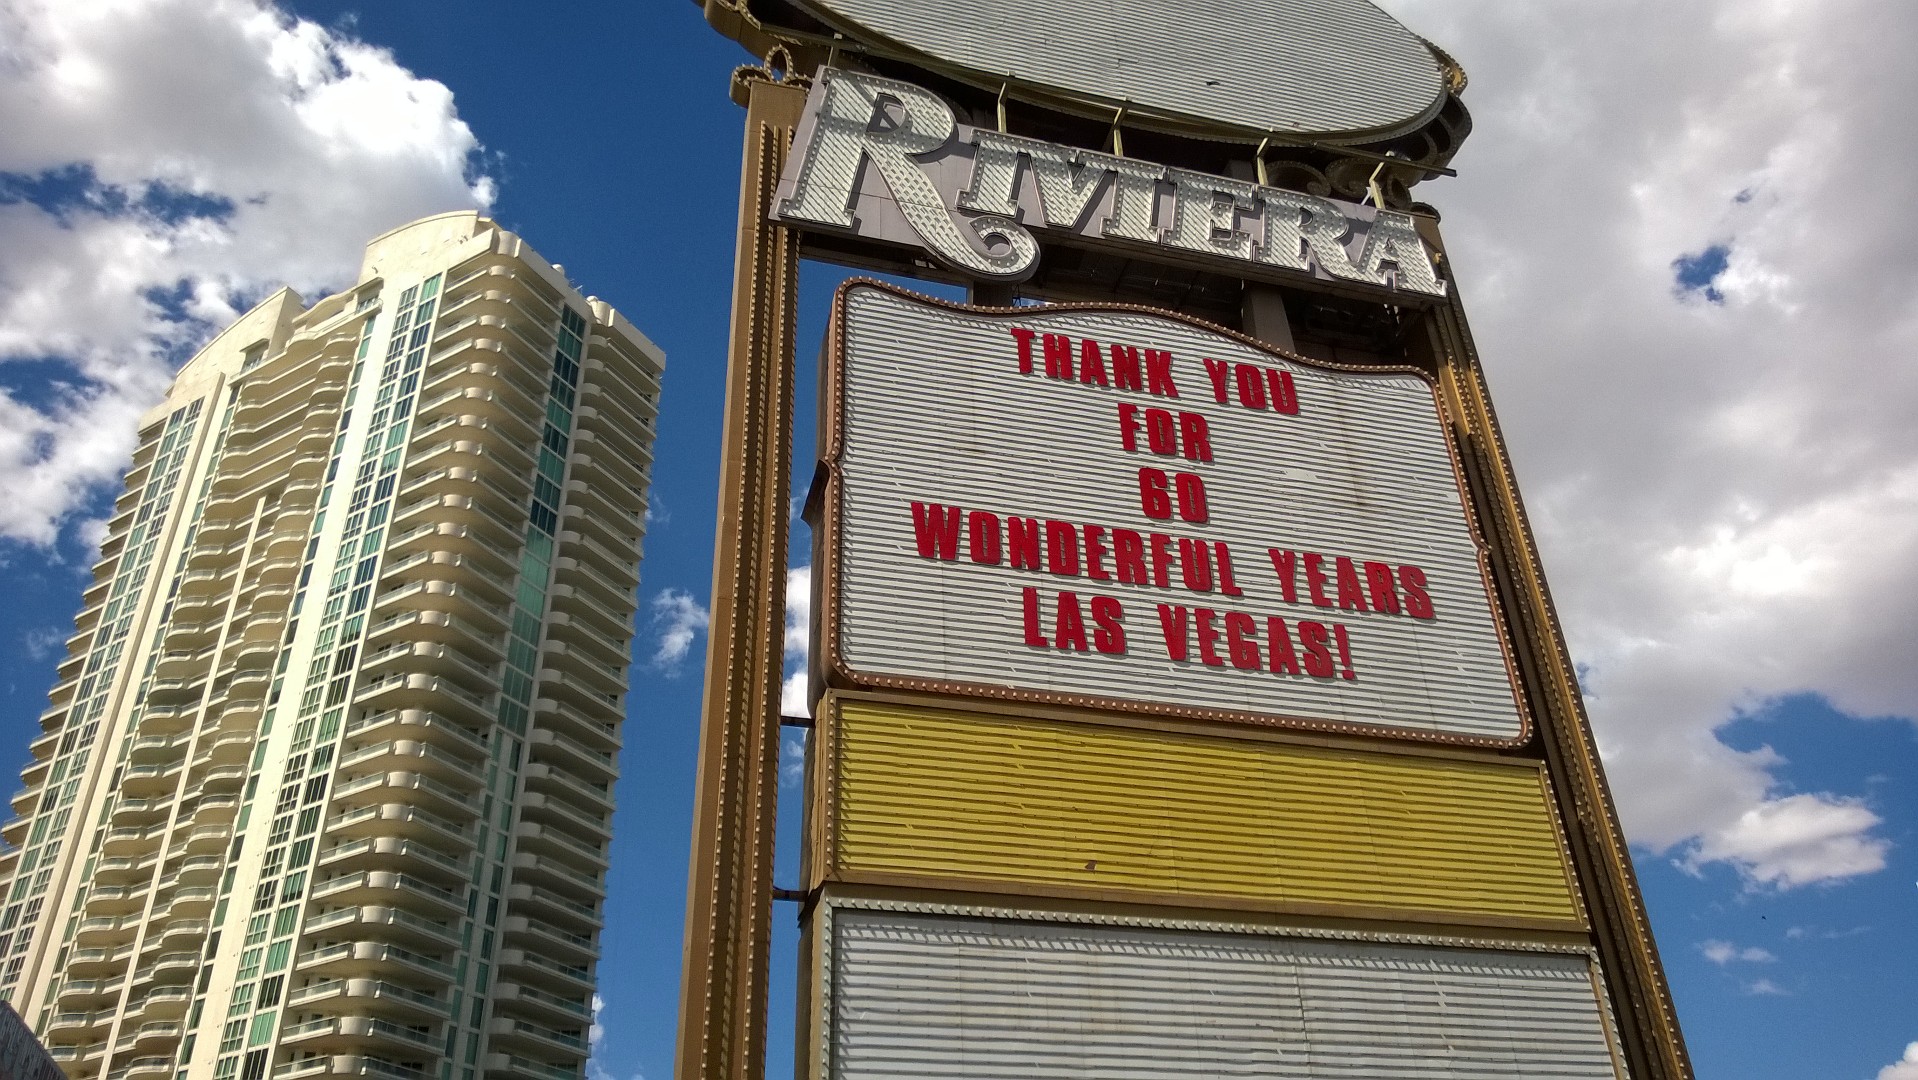 RIVIERA
THANK YOU
FOR
60
WONDERFUL YEARS
LAS VEGAS!